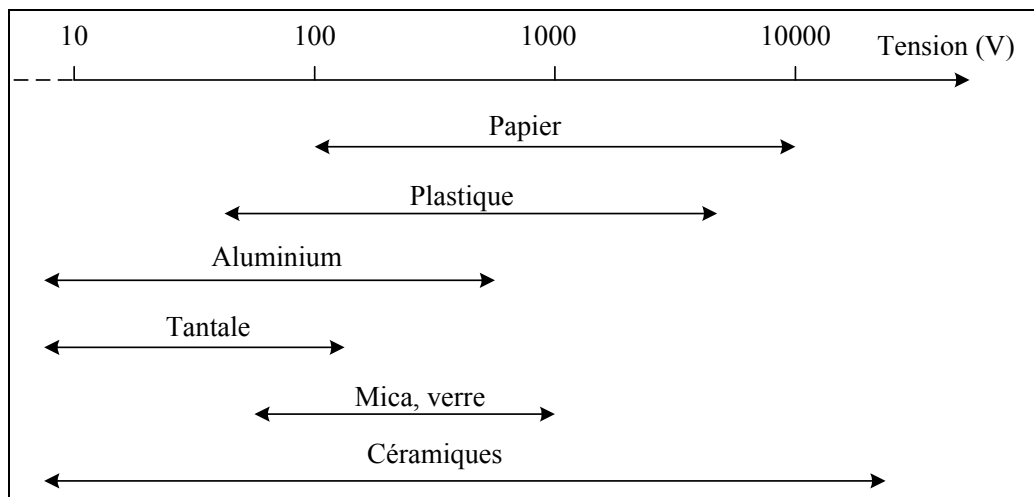 10 100 1000 10000 Tension (V)
Papier
Plastique
Aluminium
Tantale
Mica, verre
Céramiques